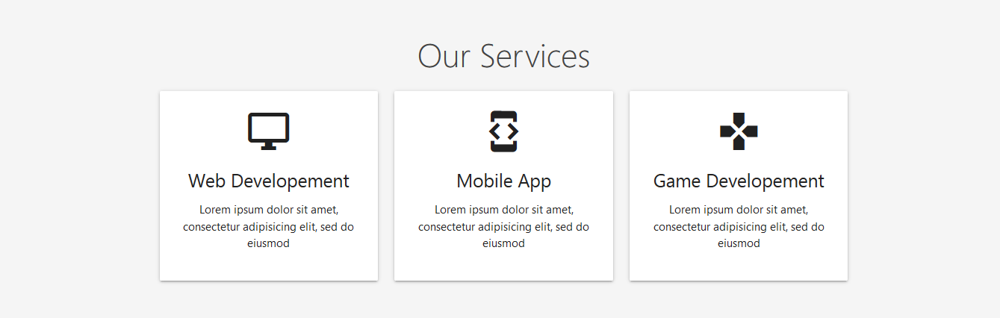 Our Services
Web Developement
Lorem ipsum dolor sit amet,
consectetur adipisicing elit, sed do
eiusmod
Mobile App
Lorem ipsum dolor sit amet,
consectetur adipisicing elit, sed do
eiusmod
Game Developement
Lorem ipsum dolor sit amet,
consectetur adipisicing elit, sed do
eiusmod